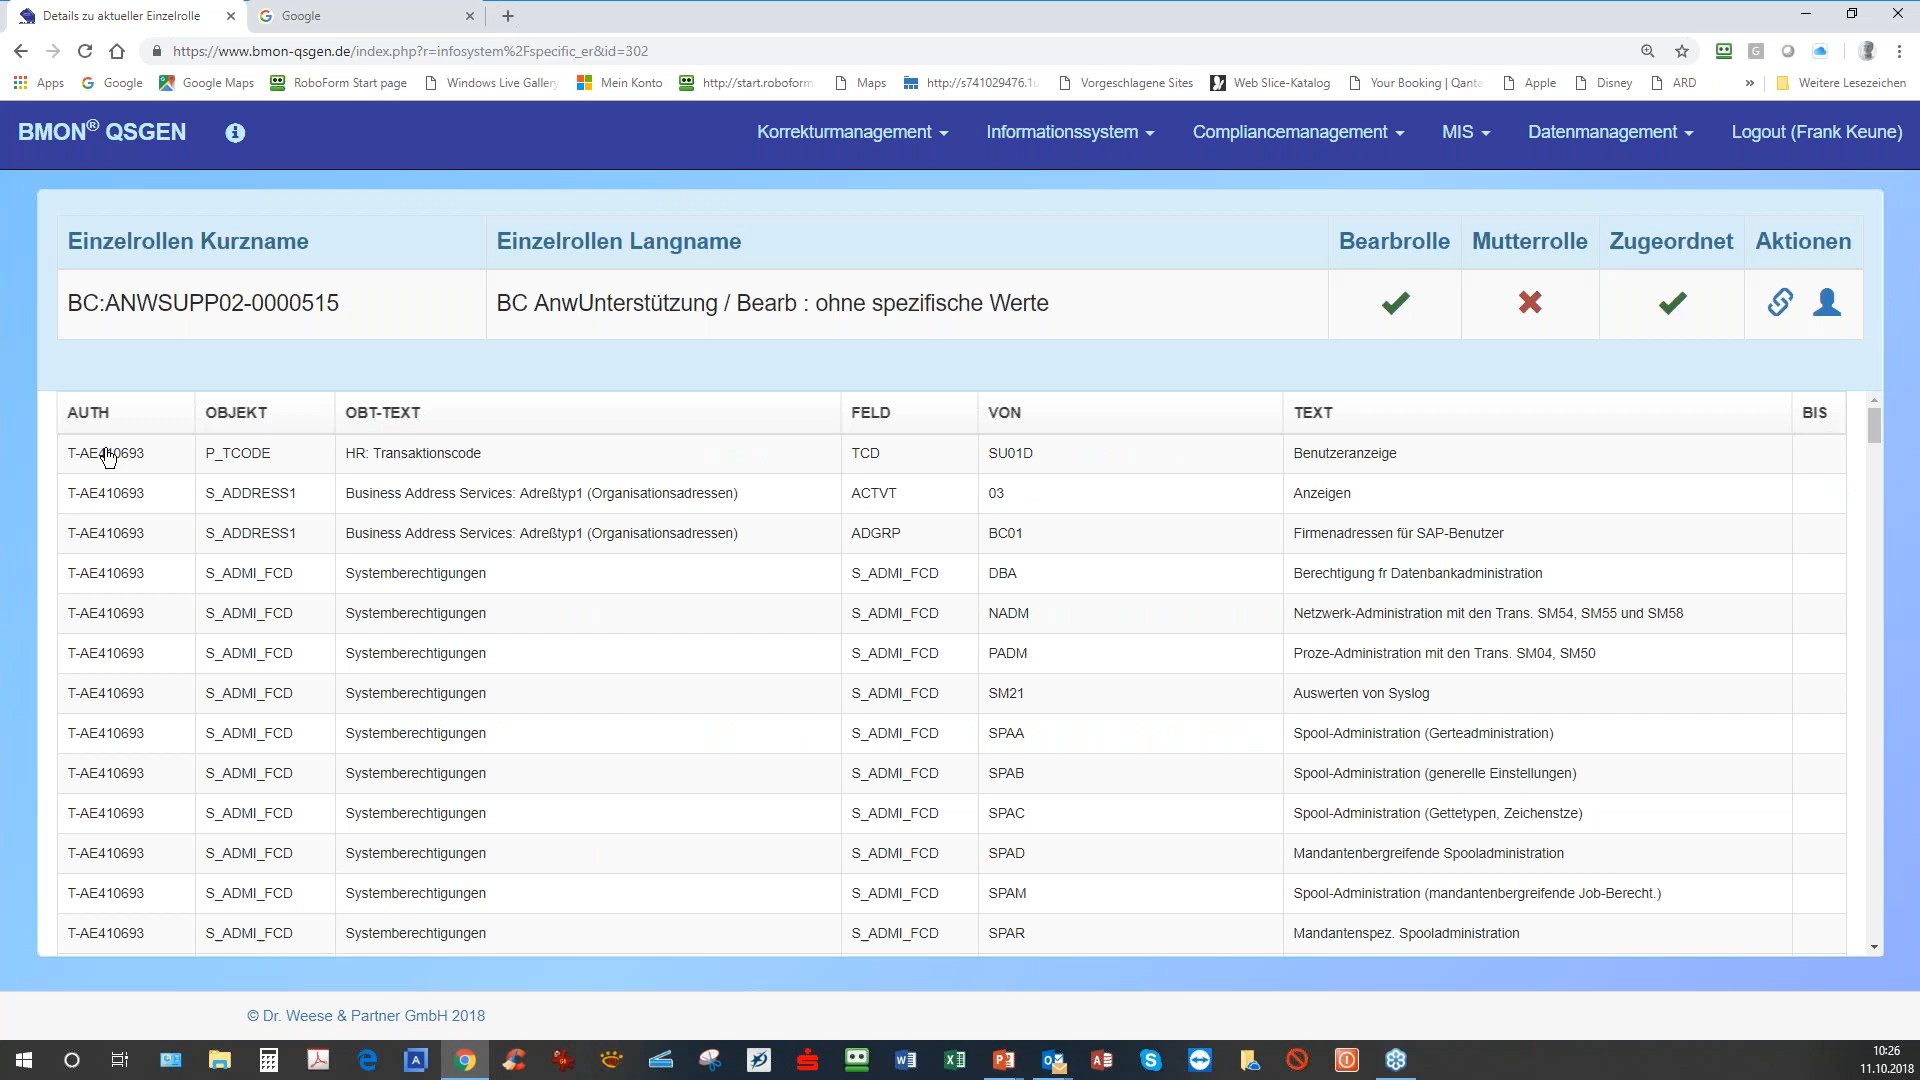 Details zu aktueller Einzelrolle
Google
https://www.bmon-qsgen.de/index.php?r=infosystem%2Fspecific_er&id=302
Apps Google Google Maps RoboForm Start page Windows Live Gallery Mein Konto http://start.roboform Maps http://s741029476.1 Vorgeschlagene Sites Web Slice-Katalog Your Booking | Qanta Apple Disney ARD » Weitere Lesezeichen
BMON® QSGEN Korrekturmanagement Informationssystem Compliancemanagement MIS Datenmanagement Logout (Frank Keune)
Einzelrollen Kurzname Einzelrollen Langname Bearbrolle Mutterrolle Zugeordnet Aktionen
BC:ANWSUPP02-0000515 BC AnwUnterstützung / Bearb : ohne spezifische Werte
AUTH OBJEKT OBT-TEXT FELD VON TEXT BIS
T-AE410693 P_TCODE HR: Transaktionscode TCD SU01D Benutzeranzeige
T-AE410693 S_ADDRESS1 Business Address Services: Adreßtyp1 (Organisationsadressen) ACTVT 03 Anzeigen
T-AE410693 S_ADDRESS1 Business Address Services: Adreßtyp1 (Organisationsadressen) ADGRP BC01 Firmenadressen für SAP-Benutzer
T-AE410693 S_ADMI_FCD Systemberechtigungen S_ADMI_FCD DBA Berechtigung fr Datenbankadministration
T-AE410693 S_ADMI_FCD Systemberechtigungen S_ADMI_FCD NADM Netzwerk-Administration mit den Trans. SM54, SM55 und SM58
T-AE410693 S_ADMI_FCD Systemberechtigungen S_ADMI_FCD PADM Proze-Administration mit den Trans. SM04, SM50
T-AE410693 S_ADMI_FCD Systemberechtigungen S_ADMI_FCD SM21 Auswerten von Syslog
T-AE410693 S_ADMI_FCD Systemberechtigungen S_ADMI_FCD SPAA Spool-Administration (Gerteadministration)
T-AE410693 S_ADMI_FCD Systemberechtigungen S_ADMI_FCD SPAB Spool-Administration (generelle Einstellungen)
T-AE410693 S_ADMI_FCD Systemberechtigungen S_ADMI_FCD SPAC Spool-Administration (Gettetypen, Zeichenstze)
T-AE410693 S_ADMI_FCD Systemberechtigungen S_ADMI_FCD SPAD Mandantenbergreifende Spooladministration
T-AE410693 S_ADMI_FCD Systemberechtigungen S_ADMI_FCD SPAM Spool-Administration (mandantenbergreifende Job-Berecht.)
T-AE410693 S_ADMI_FCD Systemberechtigungen S_ADMI_FCD SPAR Mandantenspez. Spooladministration
© Dr. Weese & Partner GmbH 2018
10:26
11.10.2018